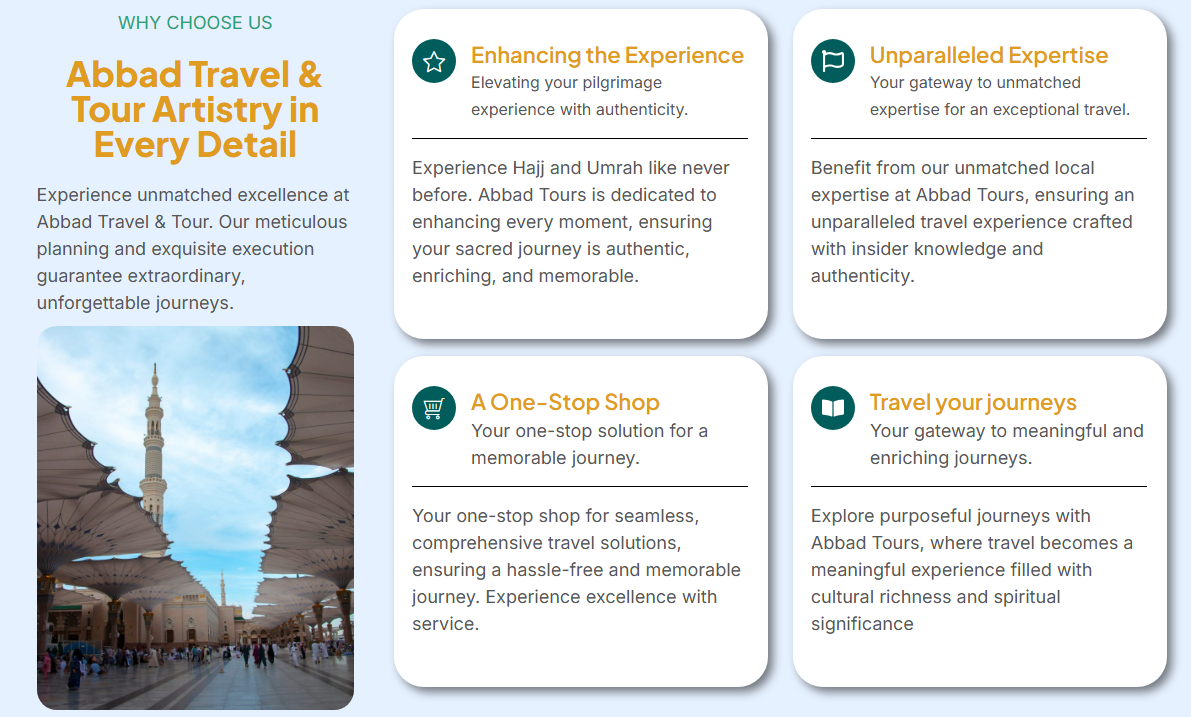 WHY CHOOSE US
Abbad Travel &
Tour Artistry in
Every Detail
Experience unmatched excellence at
Abbad Travel & Tour. Our meticulous
planning and exquisite execution
guarantee extraordinary,
unforgettable journeys.
Enhancing the Experience
Elevating your pilgrimage
experience with authenticity.
Experience Hajj and Umrah like never
before. Abbad Tours is dedicated to
enhancing every moment, ensuring
your sacred journey is authentic,
enriching, and memorable.
Unparalleled Expertise
Your gateway to unmatched
expertise for an exceptional travel.
Benefit from our unmatched local
expertise at Abbad Tours, ensuring an
unparalleled travel experience crafted
with insider knowledge and
authenticity.
A One-Stop Shop
Your one-stop solution for a
memorable journey.
Your one-stop shop for seamless,
comprehensive travel solutions,
ensuring a hassle-free and memorable
journey. Experience excellence with
service.
Travel your journeys
Your gateway to meaningful and
enriching journeys.
Explore purposeful journeys with
Abbad Tours, where travel becomes a
meaningful experience filled with
cultural richness and spiritual
significance